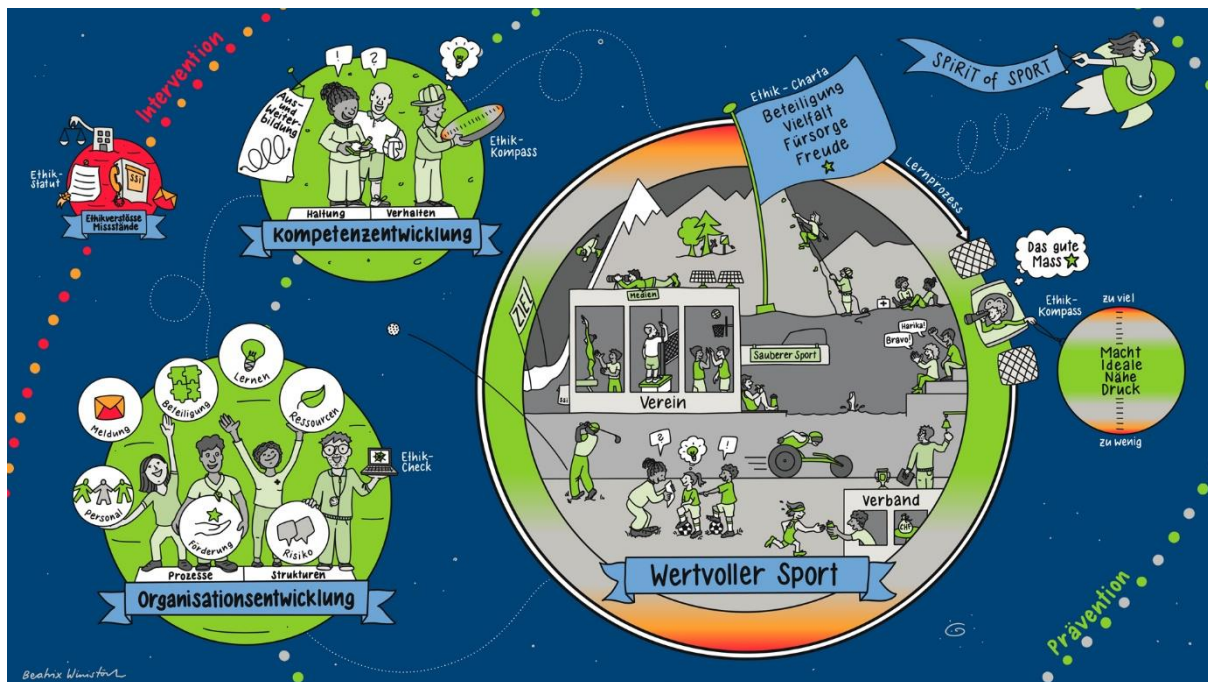 Intervention
Ethik-
Statut
SSI
Ethikverstösse
Missstände
Aus-
und
Weiter-
bildung
!
?
Ethik-
Kompass
Haltung
Verhalten
Kompetenzentwicklung
Meldung
Beteiligung
Lernen
Ressourcen
Personal
Förderung
Risiko
Ethik-
Check
Prozesse
Strukturen
Organisationsentwicklung
Ethik-Charta
Beteiligung
Vielfalt
Fürsorge
Freude
Lernprozess
SPIRIT of SPORT
ZIEL
Medien
Verein
Sauberer Sport
Harika!
Bravo!
?
!
Verband
CHF
Wertvoller Sport
Das gute
Mass
Ethik-
Kompass
zu viel
Macht
Ideale
Nähe
Druck
zu wenig
Prävention